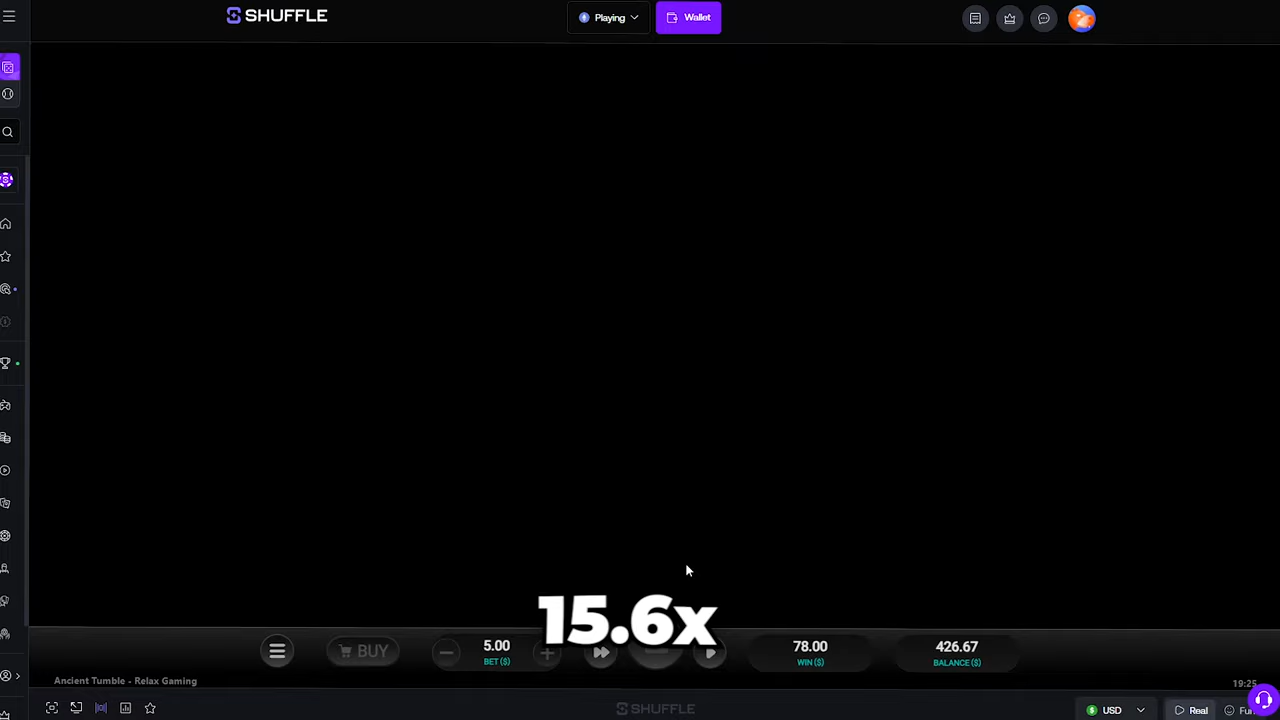 SHUFFLE
Playing
Wallet
15.6x
BUY
5.00
BET($)
78.00
WIN($)
426.67
BALANCE($)
Ancient Tumble - Relax Gaming
19:25
SHUFFLE
USD
Real